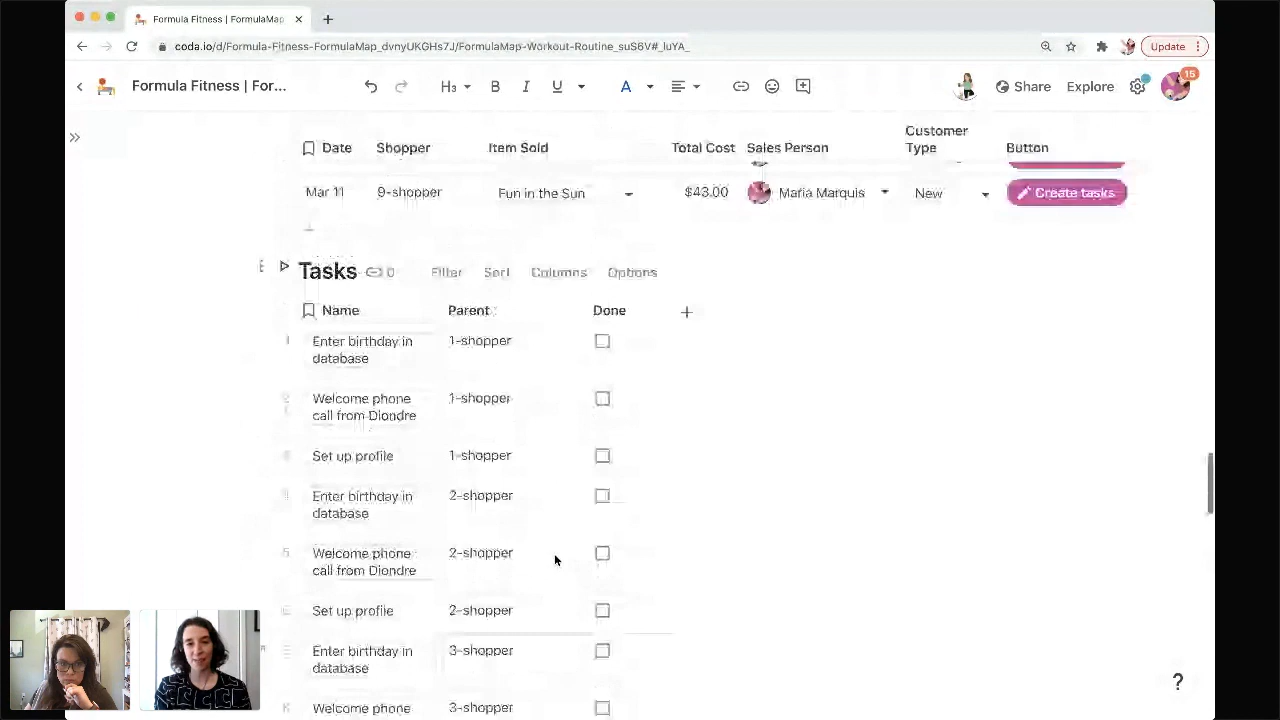 Formula Fitness | FormulaMap
coda.io/d/Formula-Fitness-FormulaMap_dvnyUKGHs7J/FormulaMap-Workout-Routine_suS6V#_luYA_
Update
Formula Fitness | For...
H3 B I U A
Share Explore 15
Date Shopper Item Sold Total Cost Sales Person Customer Type Button
Mar 11 9-shopper Fun in the Sun $43.00 Maria Marquis New Create tasks
Tasks 0 Filter Sort Columns Options
Name Parent Done
1 Enter birthday in 1-shopper
database
2 Welcome phone 1-shopper
call from Diondre
Set up profile 1-shopper
Enter birthday in 2-shopper
database
5 Welcome phone 2-shopper
call from Diondre
Set up profile 2-shopper
Enter birthday in 3-shopper
database
Welcome phone 3-shopper
?